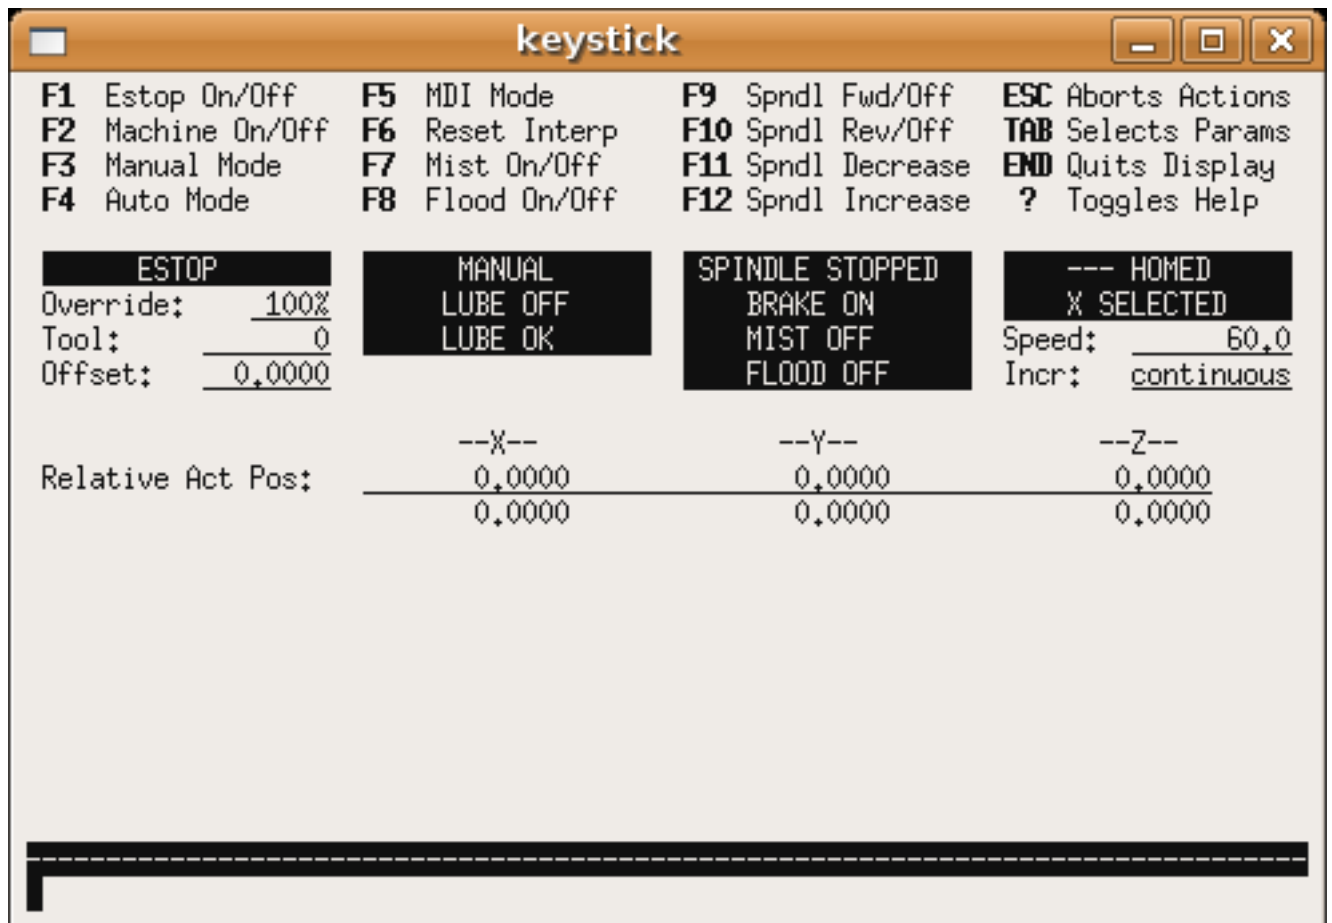 keystick
F1 Estop On/Off F5 MDI Mode F9 Spndl Fwd/Off ESC Aborts Actions
F2 Machine On/Off F6 Reset Interp F10 Spndl Rev/Off TAB Selects Params
F3 Manual Mode F7 Mist On/Off F11 Spndl Decrease END Quits Display
F4 Auto Mode F8 Flood On/Off F12 Spndl Increase ? Toggles Help
ESTOP MANUAL SPINDLE STOPPED --- HOMED
Override: 100% LUBE OFF BRAKE ON X SELECTED
Tool: 0 LUBE OK MIST OFF Speed: 60.0
Offset: 0.0000 FLOOD OFF Incr: continuous
--X-- --Y-- --Z--
Relative Act Pos: 0.0000 0.0000 0.0000
0.0000 0.0000 0.0000
--------------------------------------------------------------------------------